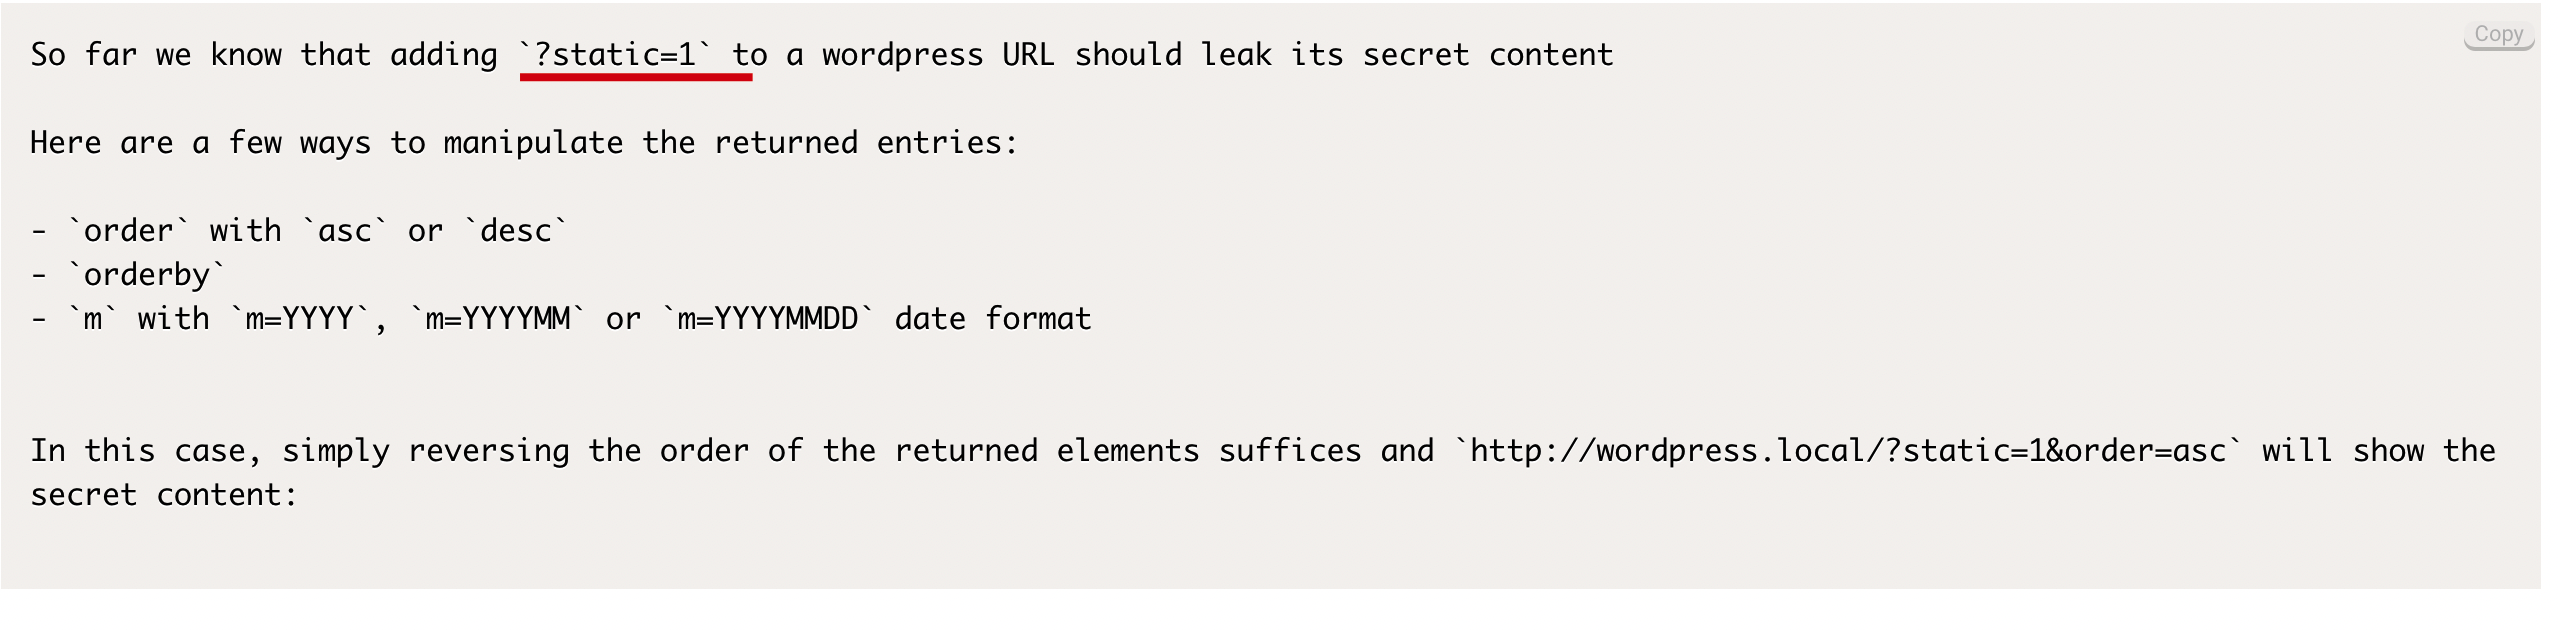 So far we know that adding `?static=1` to a wordpress URL should leak its secret content
Copy
Here are a few ways to manipulate the returned entries:
- `order` with `asc` or `desc`
- `orderby`
- `m` with `m=YYYY`, `m=YYYYMM` or `m=YYYYMMDD` date format
In this case, simply reversing the order of the returned elements suffices and `http://wordpress.local/?static=1&order=asc` will show the
secret content: